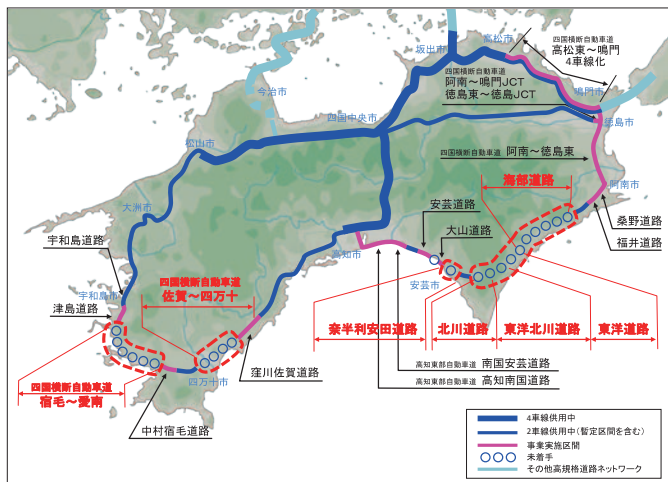 高松市
坂出市
四国横断自動車道
高松東～鳴門
4車線化
四国横断自動車道
阿南～鳴門JCT
徳島東～徳島JCT
鳴門市
徳島市
今治市
四国中央市
松山市
四国横断自動車道 阿南～徳島東
海部道路
阿南市
大洲市
安芸道路
桑野道路
大山道路
福井道路
宇和島道路
高知市
四国横断自動車道
佐賀～四万十
安芸市
宇和島市
津島道路
奈半利安田道路
北川道路
東洋北川道路
東洋道路
窪川佐賀道路
高知東部自動車道 南国安芸道路
四国横断自動車道
宿毛～愛南
四万十市
高知東部自動車道 高知南国道路
中村宿毛道路
4車線供用中
2車線供用中(暫定区間を含む)
事業実施区間
未着手
その他高規格道路ネットワーク